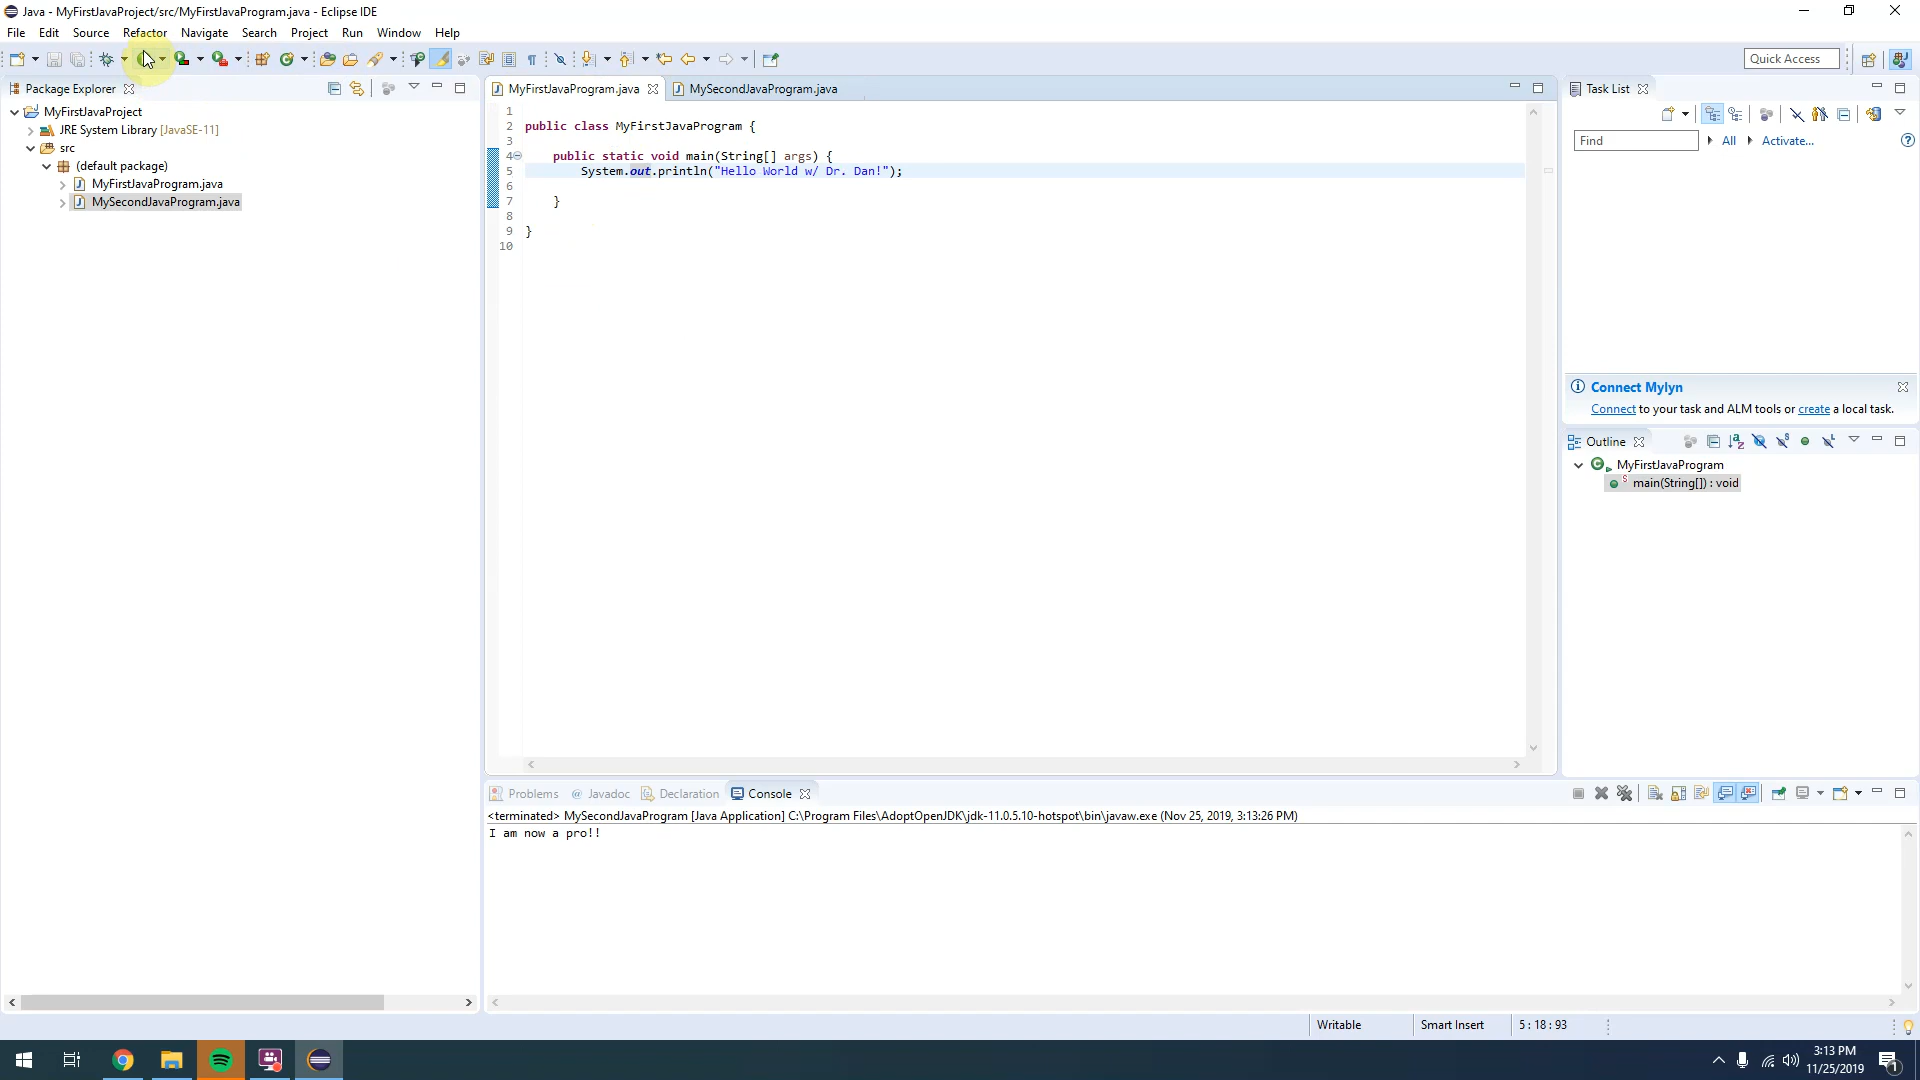 Java - MyFirstJavaProject/src/MyFirstJavaProgram.java - Eclipse IDE
File Edit Source Refactor Navigate Search Project Run Window Help
Quick Access
Package Explorer
MyFirstJavaProject
JRE System Library [JavaSE-11]
src
(default package)
MyFirstJavaProgram.java
MySecondJavaProgram.java
MyFirstJavaProgram.java MySecondJavaProgram.java
1
2 public class MyFirstJavaProgram {
3
4 public static void main(String[] args) {
5 System.out.println("Hello World w/ Dr. Dan!");
6
7 }
8
9 }
10
Task List
Find All Activate...
Connect Mylyn
Connect to your task and ALM tools or create a local task.
Outline
MyFirstJavaProgram
main(String[]) : void
Problems Javadoc Declaration Console
<terminated> MySecondJavaProgram [Java Application] C:\Program Files\AdoptOpenJDK\jdk-11.0.5.10-hotspot\bin\javaw.exe (Nov 25, 2019, 3:13:26 PM)
I am now a pro!!
Writable Smart Insert 5 : 18 : 93
3:13 PM
11/25/2019
1